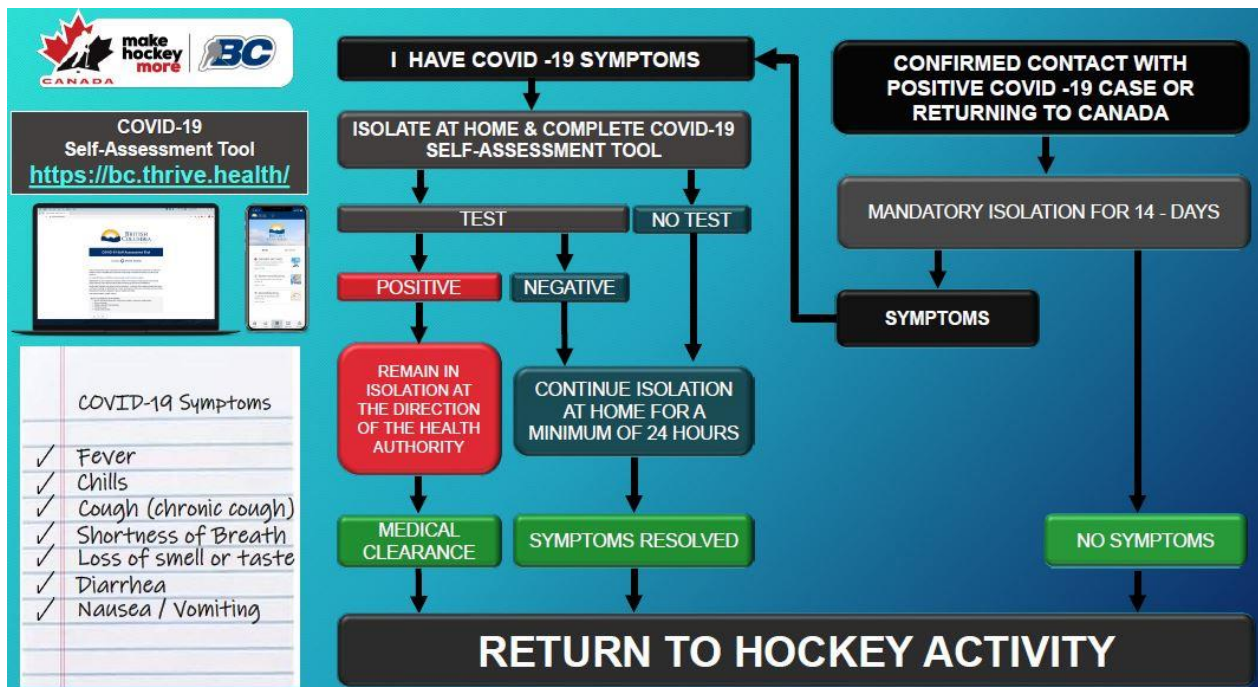 CANADA
make
hockey
more
BC
COVID-19
Self-Assessment Tool
https://bc.thrive.health/
BRITISH
COLUMBIA
COVID-19 Symptoms
✓ Fever
✓ Chills
✓ Cough (chronic cough)
✓ Shortness of Breath
✓ Loss of smell or taste
✓ Diarrhea
✓ Nausea / Vomiting
I HAVE COVID -19 SYMPTOMS
ISOLATE AT HOME & COMPLETE COVID-19
SELF-ASSESSMENT TOOL
TEST
NO TEST
POSITIVE
NEGATIVE
REMAIN IN
ISOLATION AT
THE DIRECTION
OF THE HEALTH
AUTHORITY
CONTINUE ISOLATION
AT HOME FOR A
MINIMUM OF 24 HOURS
MEDICAL
CLEARANCE
SYMPTOMS RESOLVED
CONFIRMED CONTACT WITH
POSITIVE COVID -19 CASE OR
RETURNING TO CANADA
MANDATORY ISOLATION FOR 14 - DAYS
SYMPTOMS
NO SYMPTOMS
RETURN TO HOCKEY ACTIVITY